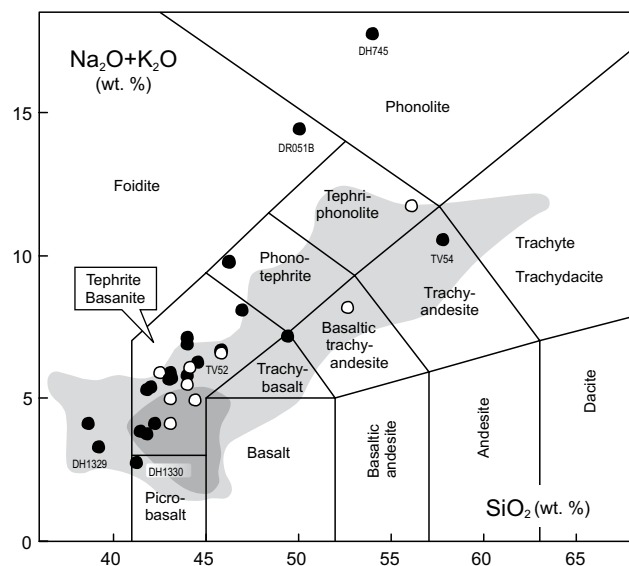 Na₂O+K₂O
(wt. %)
DH745
15
Phonolite
DR051B
Foidite
Tephri-
phonolite
10
Phono-
tephrite
TV54
Trachyte
Trachydacite
Tephrite
Basanite
Trachy-
andesite
Basaltic
trachy-
andesite
TV52
Trachy-
basalt
5
Basalt
Basaltic
andesite
Andesite
Dacite
DH1329
DH1330
Picro-
basalt
SiO₂ (wt. %)
0
40
45
50
55
60
65